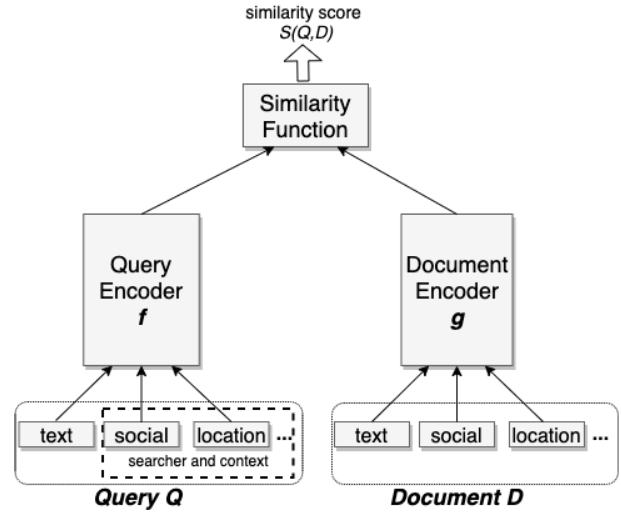 similarity score
S(Q,D)
Similarity
Function
Query
Encoder
f
Document
Encoder
g
text
social
location
...
searcher and context
Query Q
text
social
location
...
Document D